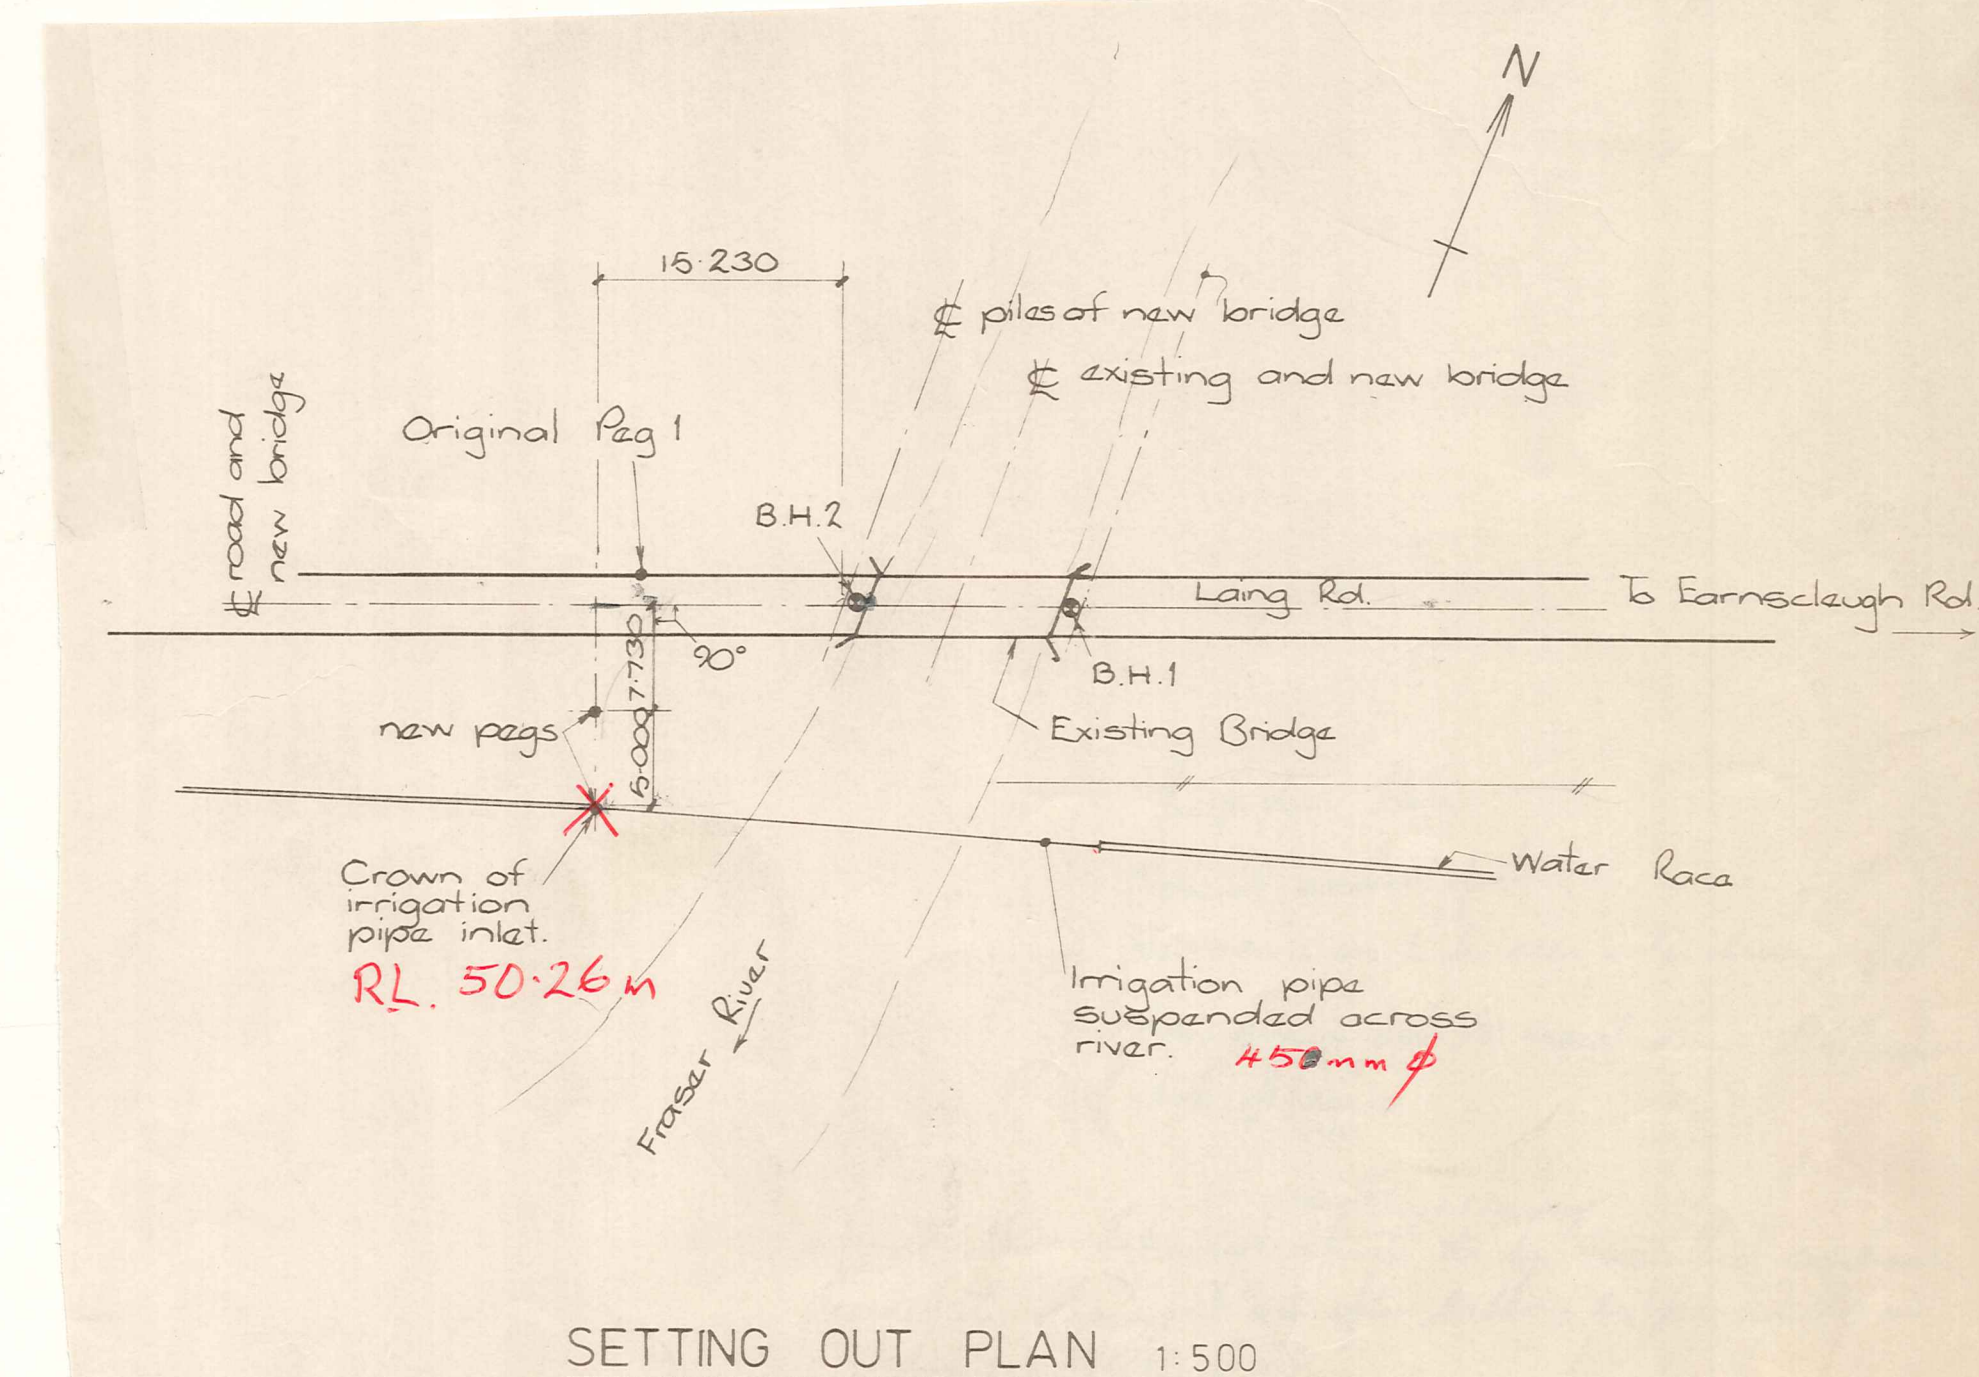 N
15·230
℄ piles of new bridge
℄ existing and new bridge
℄ road and
new bridge
Original Peg 1
B.H.2
Laing Rd.
To Earnscleugh Rd.
90°
7·730
5·000
B.H.1
new pegs
Existing Bridge
Water Race
Crown of
irrigation
pipe inlet.
RL. 50·26 m
Irrigation pipe
suspended across
river.
450mm ϕ
Fraser River
SETTING OUT PLAN 1:500